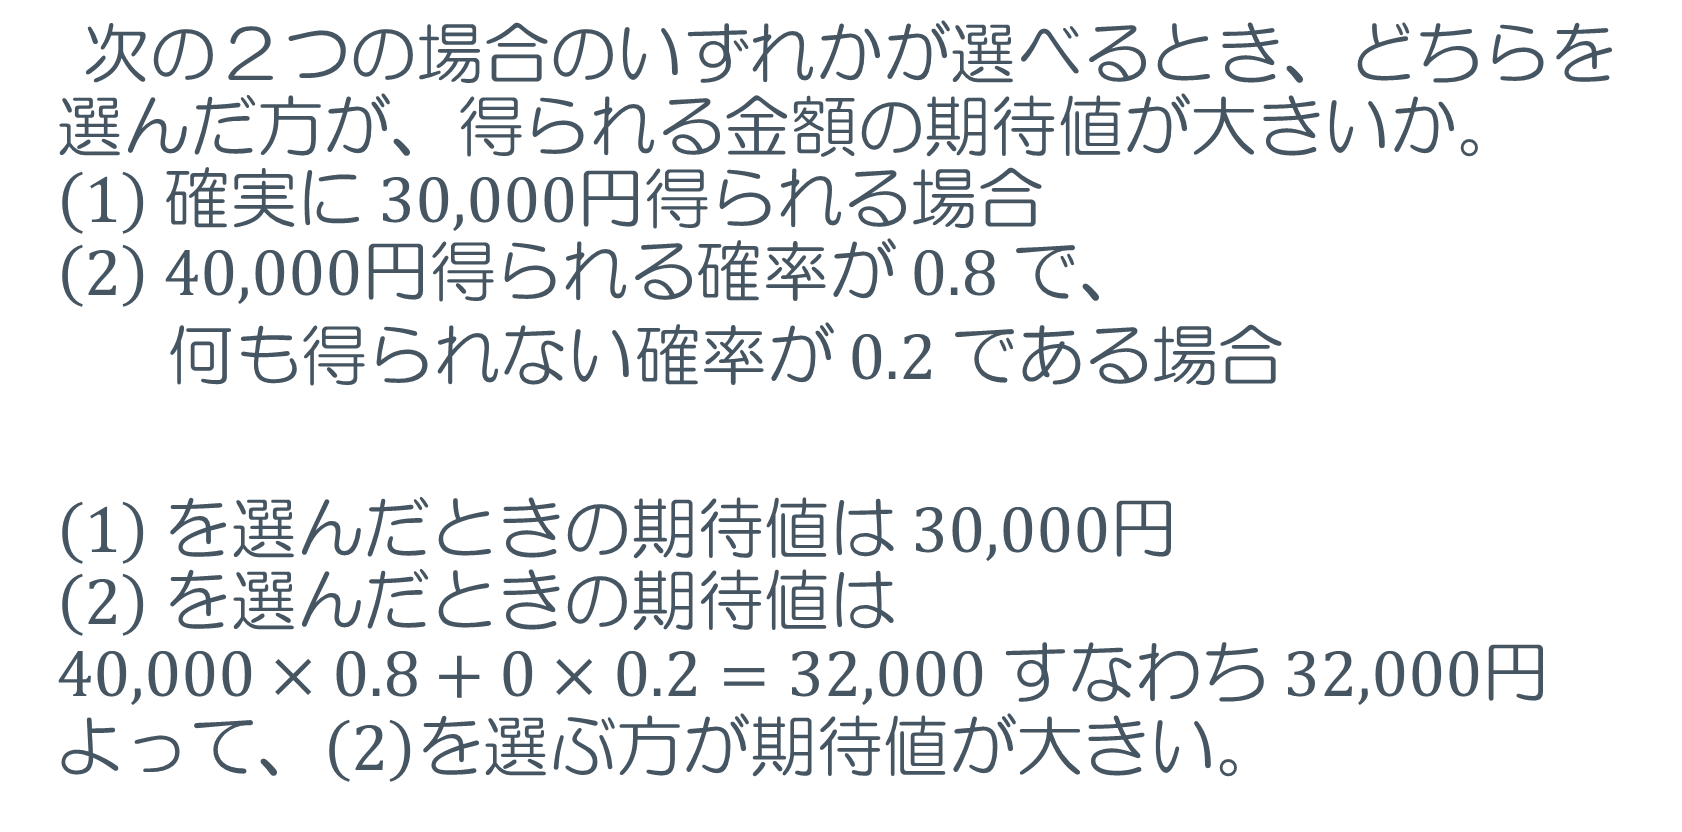 次の２つの場合のいずれかが選べるとき、どちらを
選んだ方が、得られる金額の期待値が大きいか。
(1) 確実に 30,000円得られる場合
(2) 40,000円得られる確率が 0.8 で、
何も得られない確率が 0.2 である場合
(1) を選んだときの期待値は 30,000円
(2) を選んだときの期待値は
40,000 × 0.8 + 0 × 0.2 = 32,000 すなわち 32,000円
よって、(2)を選ぶ方が期待値が大きい。